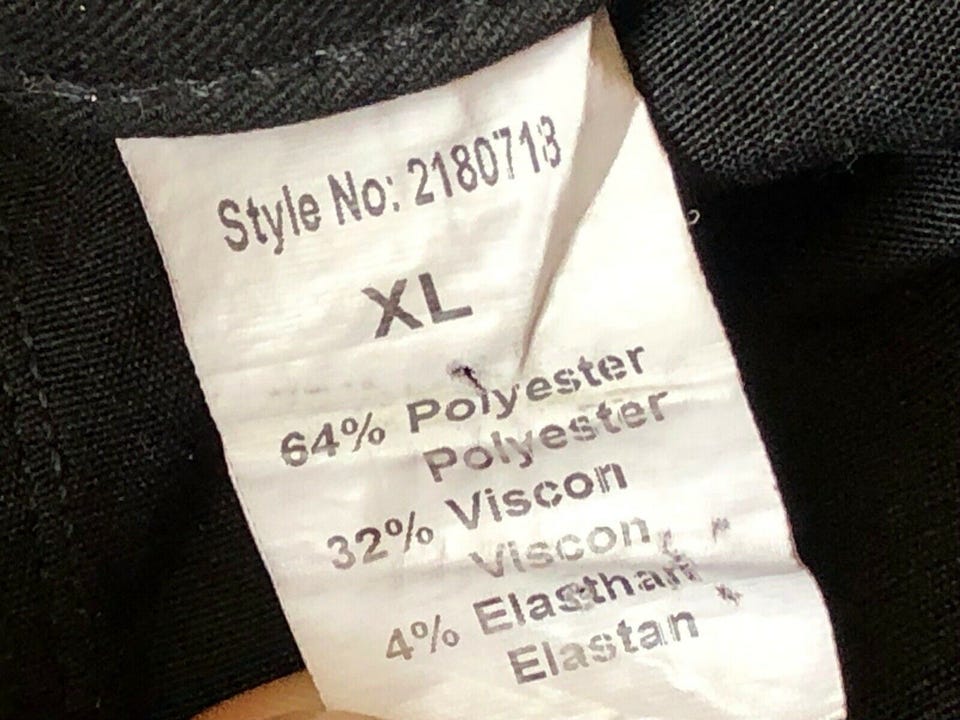 Style No: 2180713
XL
64% Polyester
Polyester
32% Viscon
Viscon
4% Elasthan
Elastan